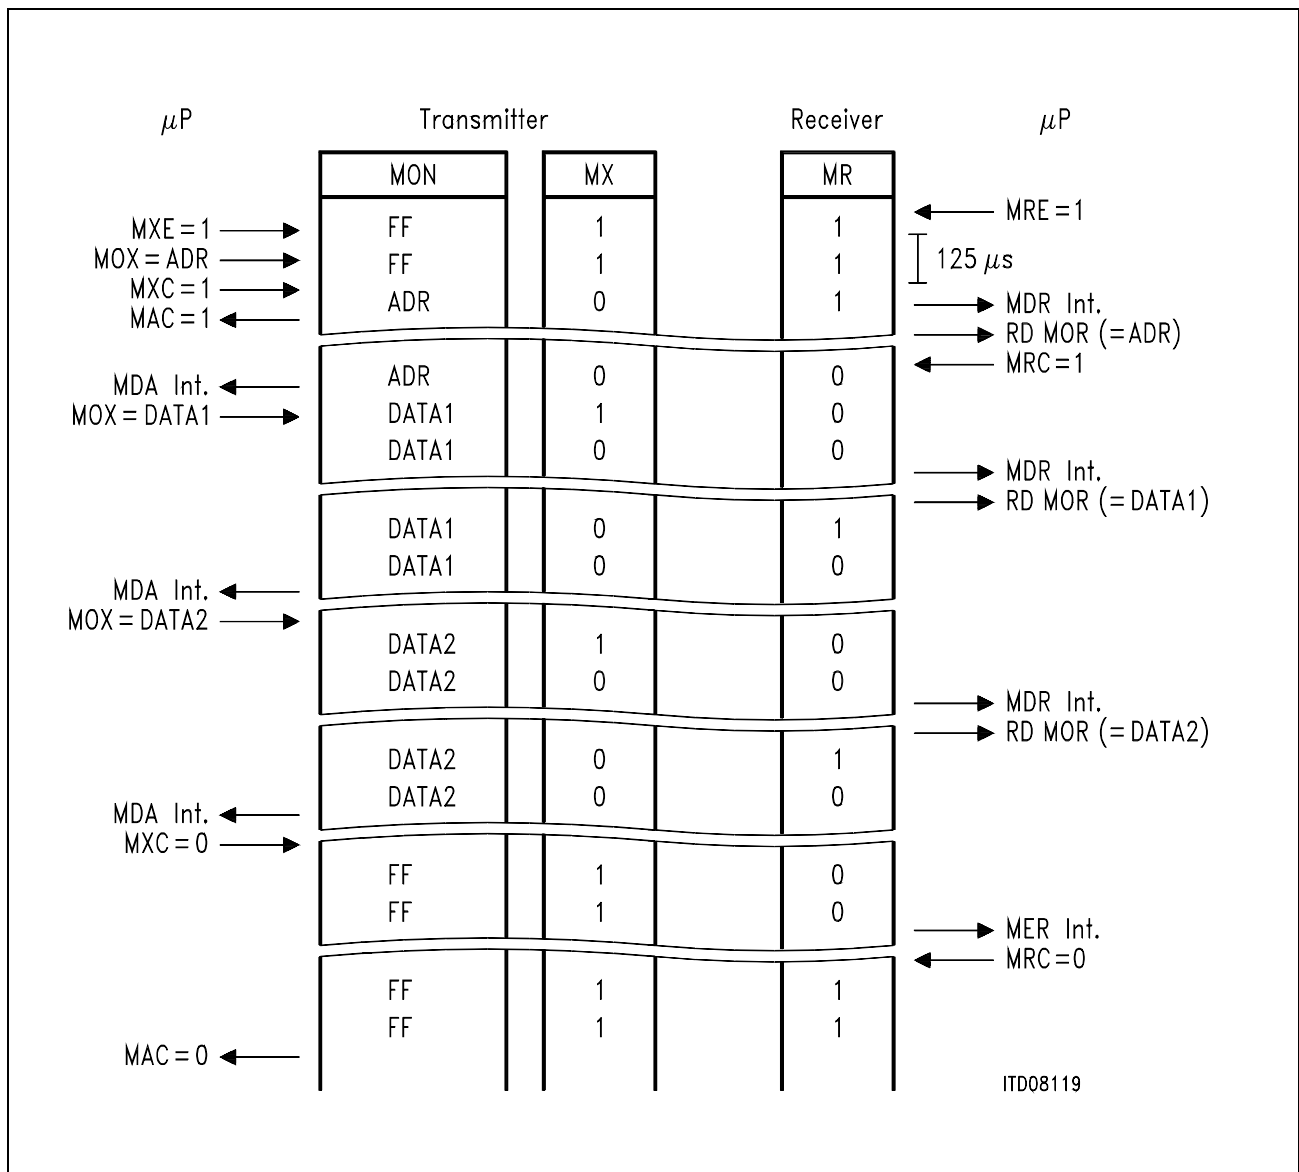 μP Transmitter Receiver μP
MON MX MR
MRE=1
MXE=1 FF 1 1
MOX=ADR FF 1 1 125 μs
MXC=1
ADR 0 1 MDR Int.
MAC=1
RD MOR (=ADR)
MRC=1
ADR 0 0
MDA Int.
MOX=DATA1 DATA1 1 0
DATA1 0 0
MDR Int.
RD MOR (=DATA1)
DATA1 0 1
DATA1 0 0
MDA Int.
MOX=DATA2
DATA2 1 0
DATA2 0 0
MDR Int.
RD MOR (=DATA2)
DATA2 0 1
DATA2 0 0
MDA Int.
MXC=0
FF 1 0
FF 1 0
MER Int.
MRC=0
FF 1 1
FF 1 1
MAC=0
ITD08119